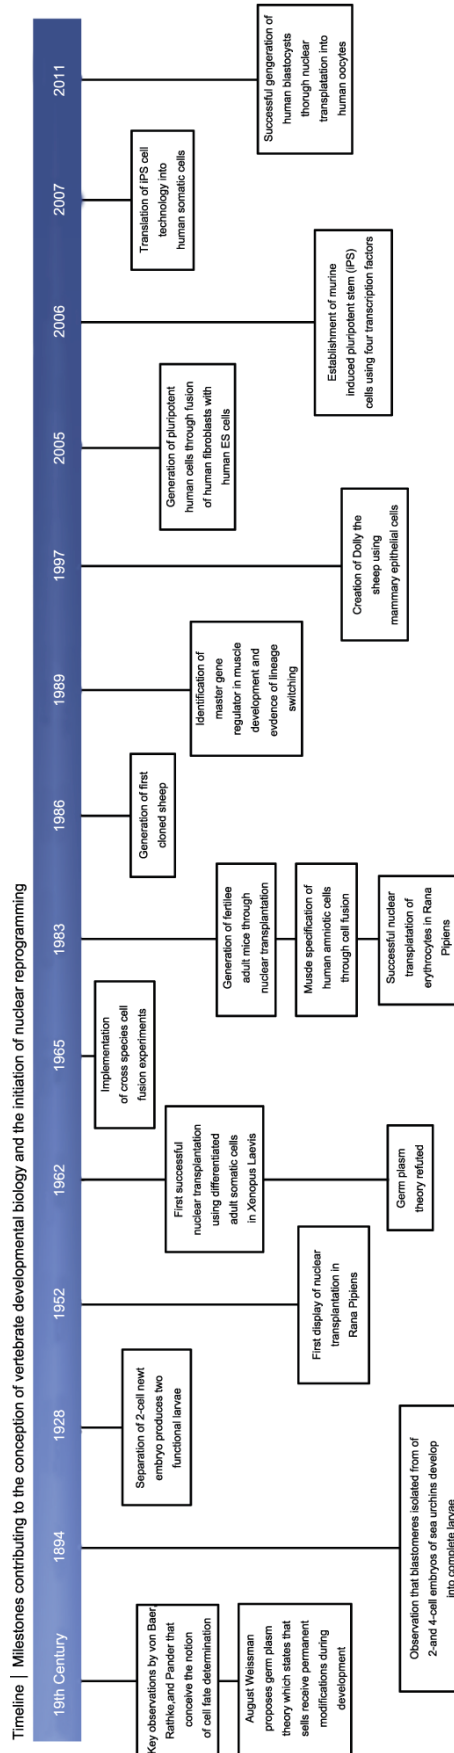 Timeline | Milestones contributing to the conception of vertebrate developmental biology and the initiation of nuclear reprogramming
19th Century
1894
1928
1952
1962
1965
1983
1986
1989
1997
2005
2006
2007
2011
Key observations by von Baer,
Rathke,and Pander that
conceive the notion
of cell fate determination
August Weissman
proposes germ plasm
theory which states that
sells receive permanent
modifications during
development
Observation that blastomeres isolated from of
2-and 4-cell embryos of sea urchins develop
into complete larvae
Separation of 2-cell newt
embryo produces two
functional larvae
First display of nuclear
transplantation in
Rana Pipiens
First successful
nuclear transplantation
using differentiated
adult somatic cells
in Xenopus Laevis
Germ plasm
theory refuted
Implementation
of cross species cell
fusion experiments
Generation of fertilee
adult mice through
nuclear transplantation
Musde specification of
human amniotic cells
through cell fusion
Successful nuclear
transplatation of
erythrocytes in Rana
Pipiens
Generation of first
cloned sheep
Identification of
master gene
regulator in muscle
development and
evdence of lineage
switching
Creation of Dolly the
sheep using
mammary epithelial cells
Generation of pluripotent
human cells through fusion
of human fibroblasts with
human ES cells
Establishment of murine
induced pluripotent stem (iPS)
cells using four transcription factors
Translation of iPS cell
technology into
human somatic cells
Successful gengeration of
human blastocysts
thorugh nuclear
transplatation into
human oocytes